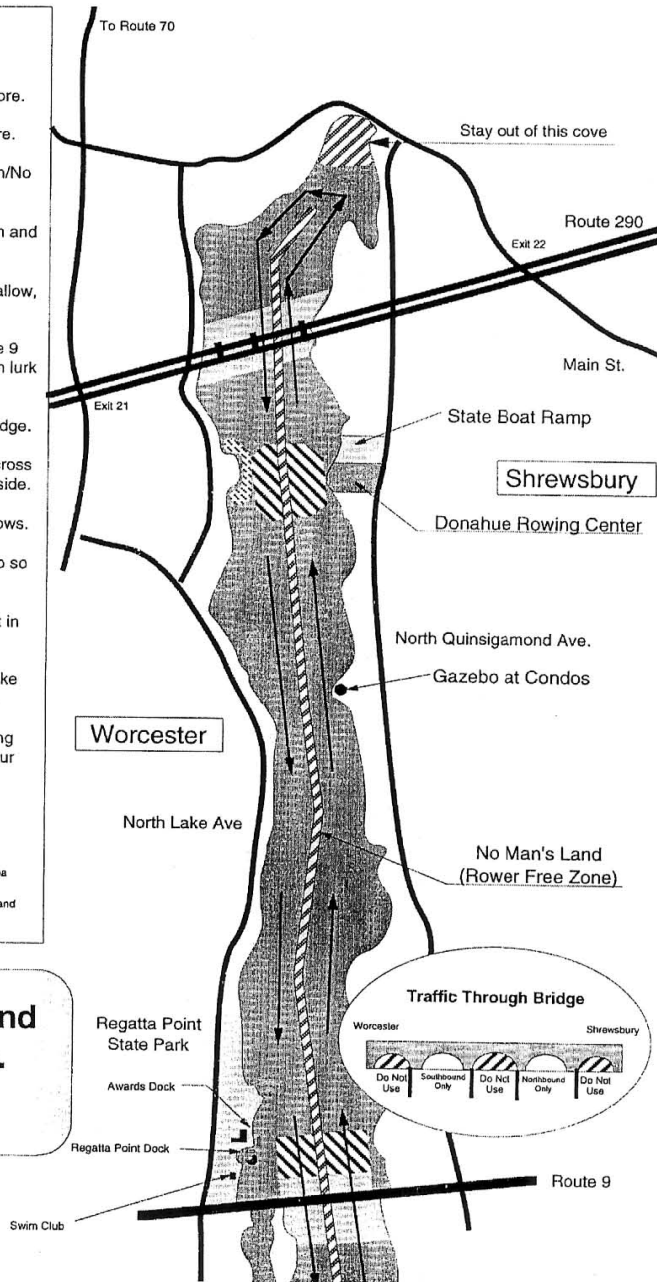 To Route 70
ore.
re.
n/No
n and
allow,
e 9
n lurk
dge.
cross
side.
ows.
o so
t in
ke
ng
ur
a
and
nd
Stay out of this cove
Route 290
Exit 22
Main St.
Exit 21
State Boat Ramp
Shrewsbury
Donahue Rowing Center
North Quinsigamond Ave.
Gazebo at Condos
Worcester
North Lake Ave
No Man's Land
(Rower Free Zone)
Regatta Point
State Park
Awards Dock
Regatta Point Dock
Swim Club
Traffic Through Bridge
Worcester
Shrewsbury
Do Not
Use
Southbound
Only
Do Not
Use
Northbound
Only
Do Not
Use
Route 9